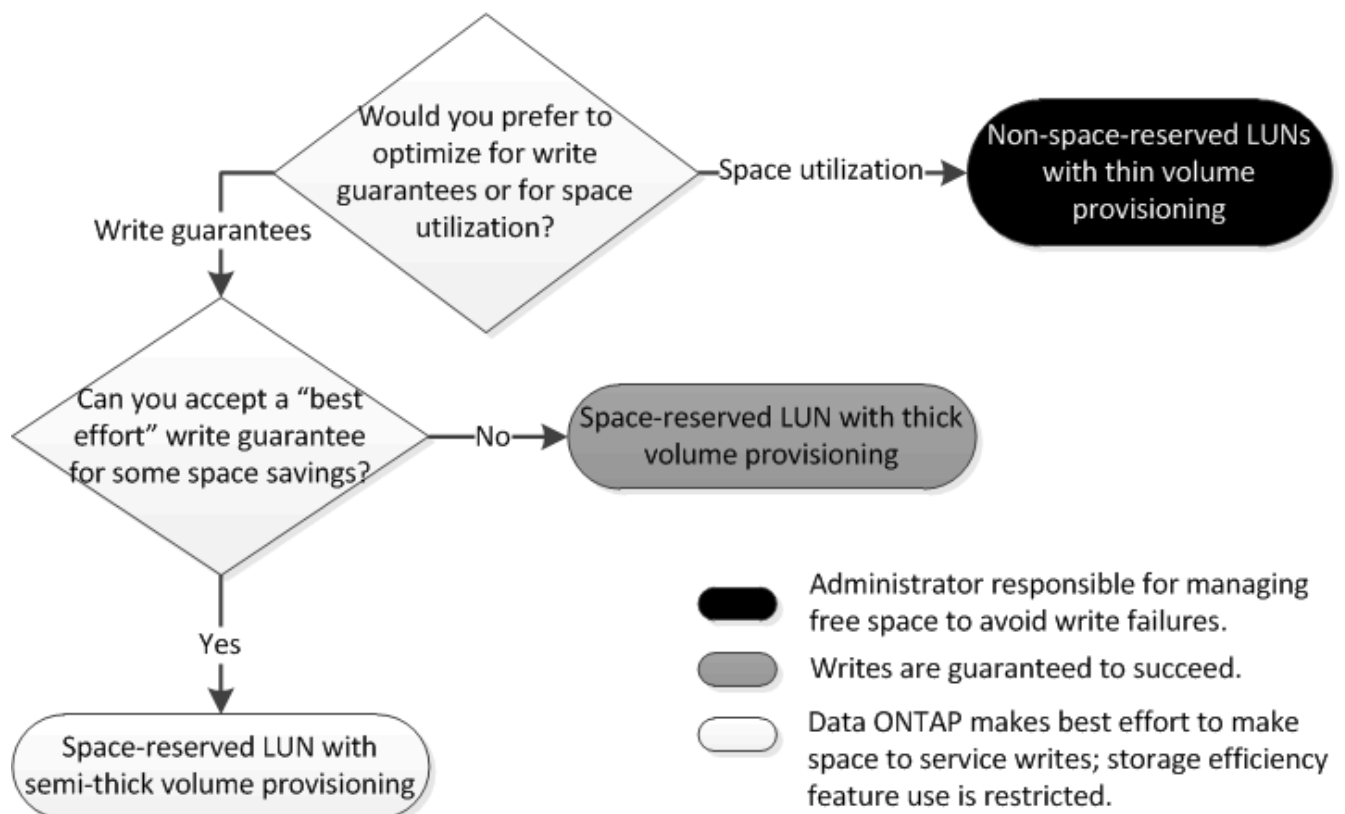 Would you prefer to
optimize for write
guarantees or for space
utilization?
Space utilization
Non-space-reserved LUNs
with thin volume
provisioning
Write guarantees
Can you accept a “best
effort” write guarantee
for some space savings?
No
Space-reserved LUN with thick
volume provisioning
Yes
Space-reserved LUN with
semi-thick volume provisioning
Administrator responsible for managing
free space to avoid write failures.
Writes are guaranteed to succeed.
Data ONTAP makes best effort to make
space to service writes; storage efficiency
feature use is restricted.